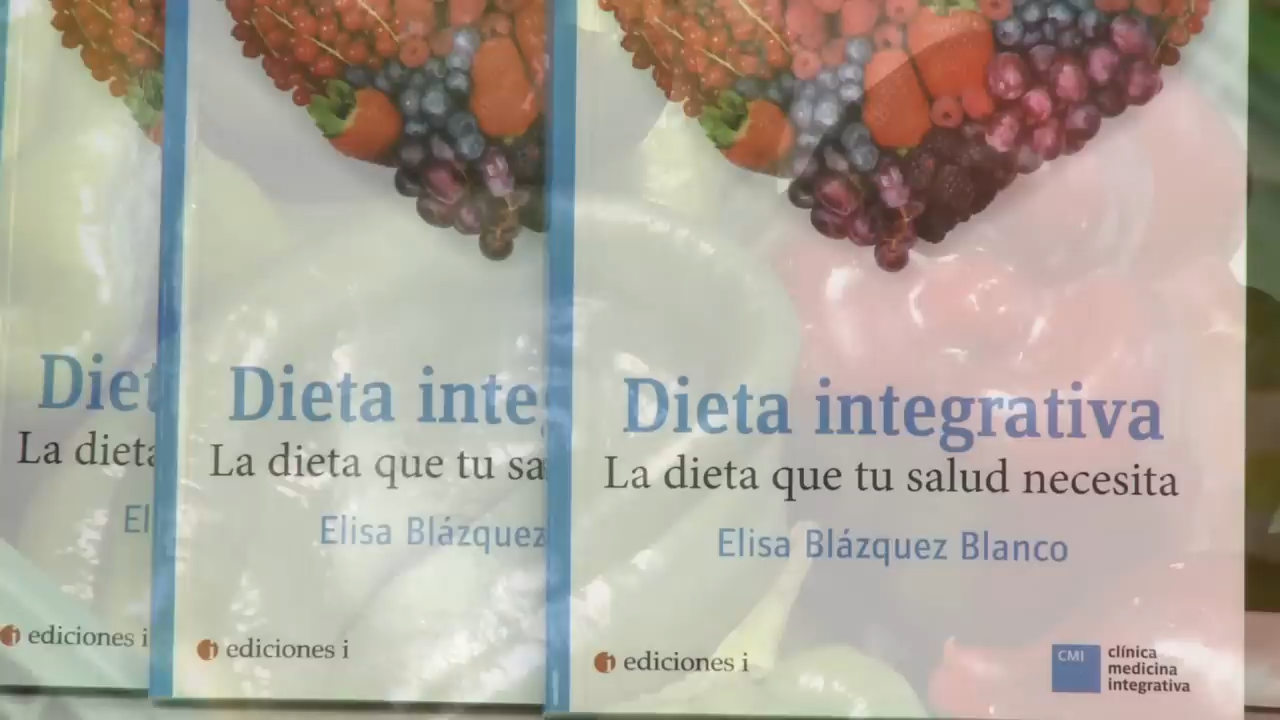 Diet
La dieta
El
ediciones i
Dieta integ
La dieta que tu sa
Elisa Blázquez
ediciones i
Dieta integrativa
La dieta que tu salud necesita
Elisa Blázquez Blanco
ediciones i
CMI
clínica
medicina
integrativa